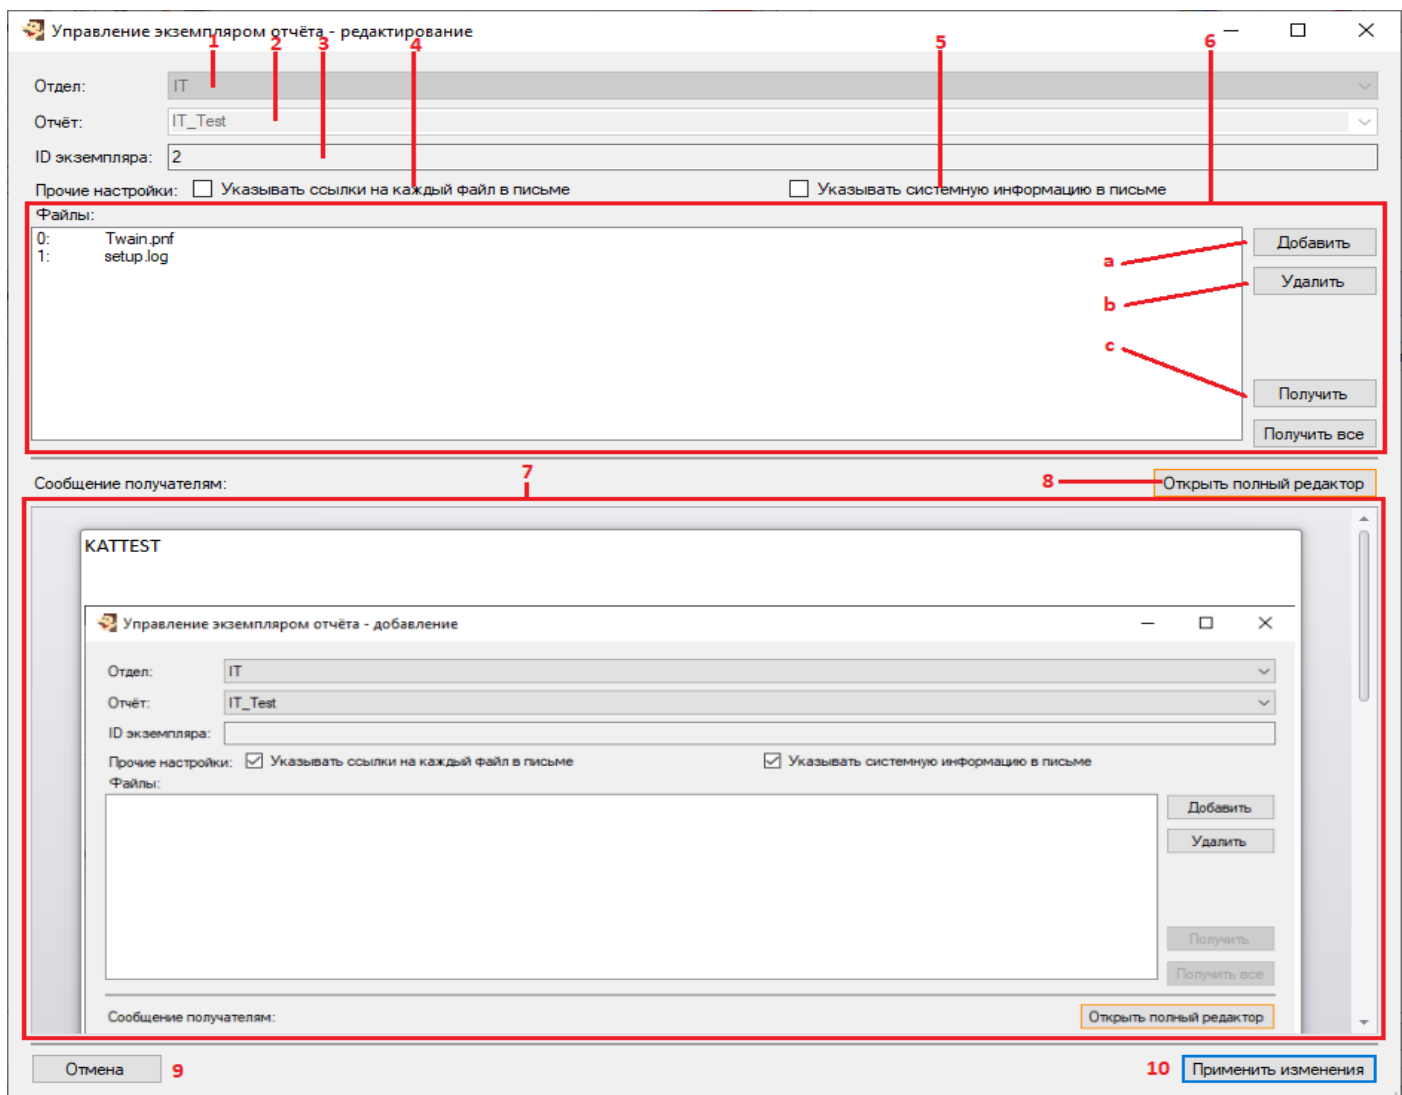 Управление экземпляром отчёта - редактирование
1 2 3 4 5 6
Отдел: IT
Отчёт: IT_Test
ID экземпляра: 2
Прочие настройки: Указывать ссылки на каждый файл в письме Указывать системную информацию в письме
Файлы:
0: Twain.pnf
1: setup.log
a Добавить
b Удалить
c Получить
Получить все
7
Сообщение получателям: 8 Открыть полный редактор
KATTEST
Управление экземпляром отчёта - добавление
Отдел: IT
Отчёт: IT_Test
ID экземпляра:
Прочие настройки: Указывать ссылки на каждый файл в письме Указывать системную информацию в письме
Файлы:
Добавить
Удалить
Получить
Получить все
Сообщение получателям: Открыть полный редактор
Отмена 9 10 Применить изменения